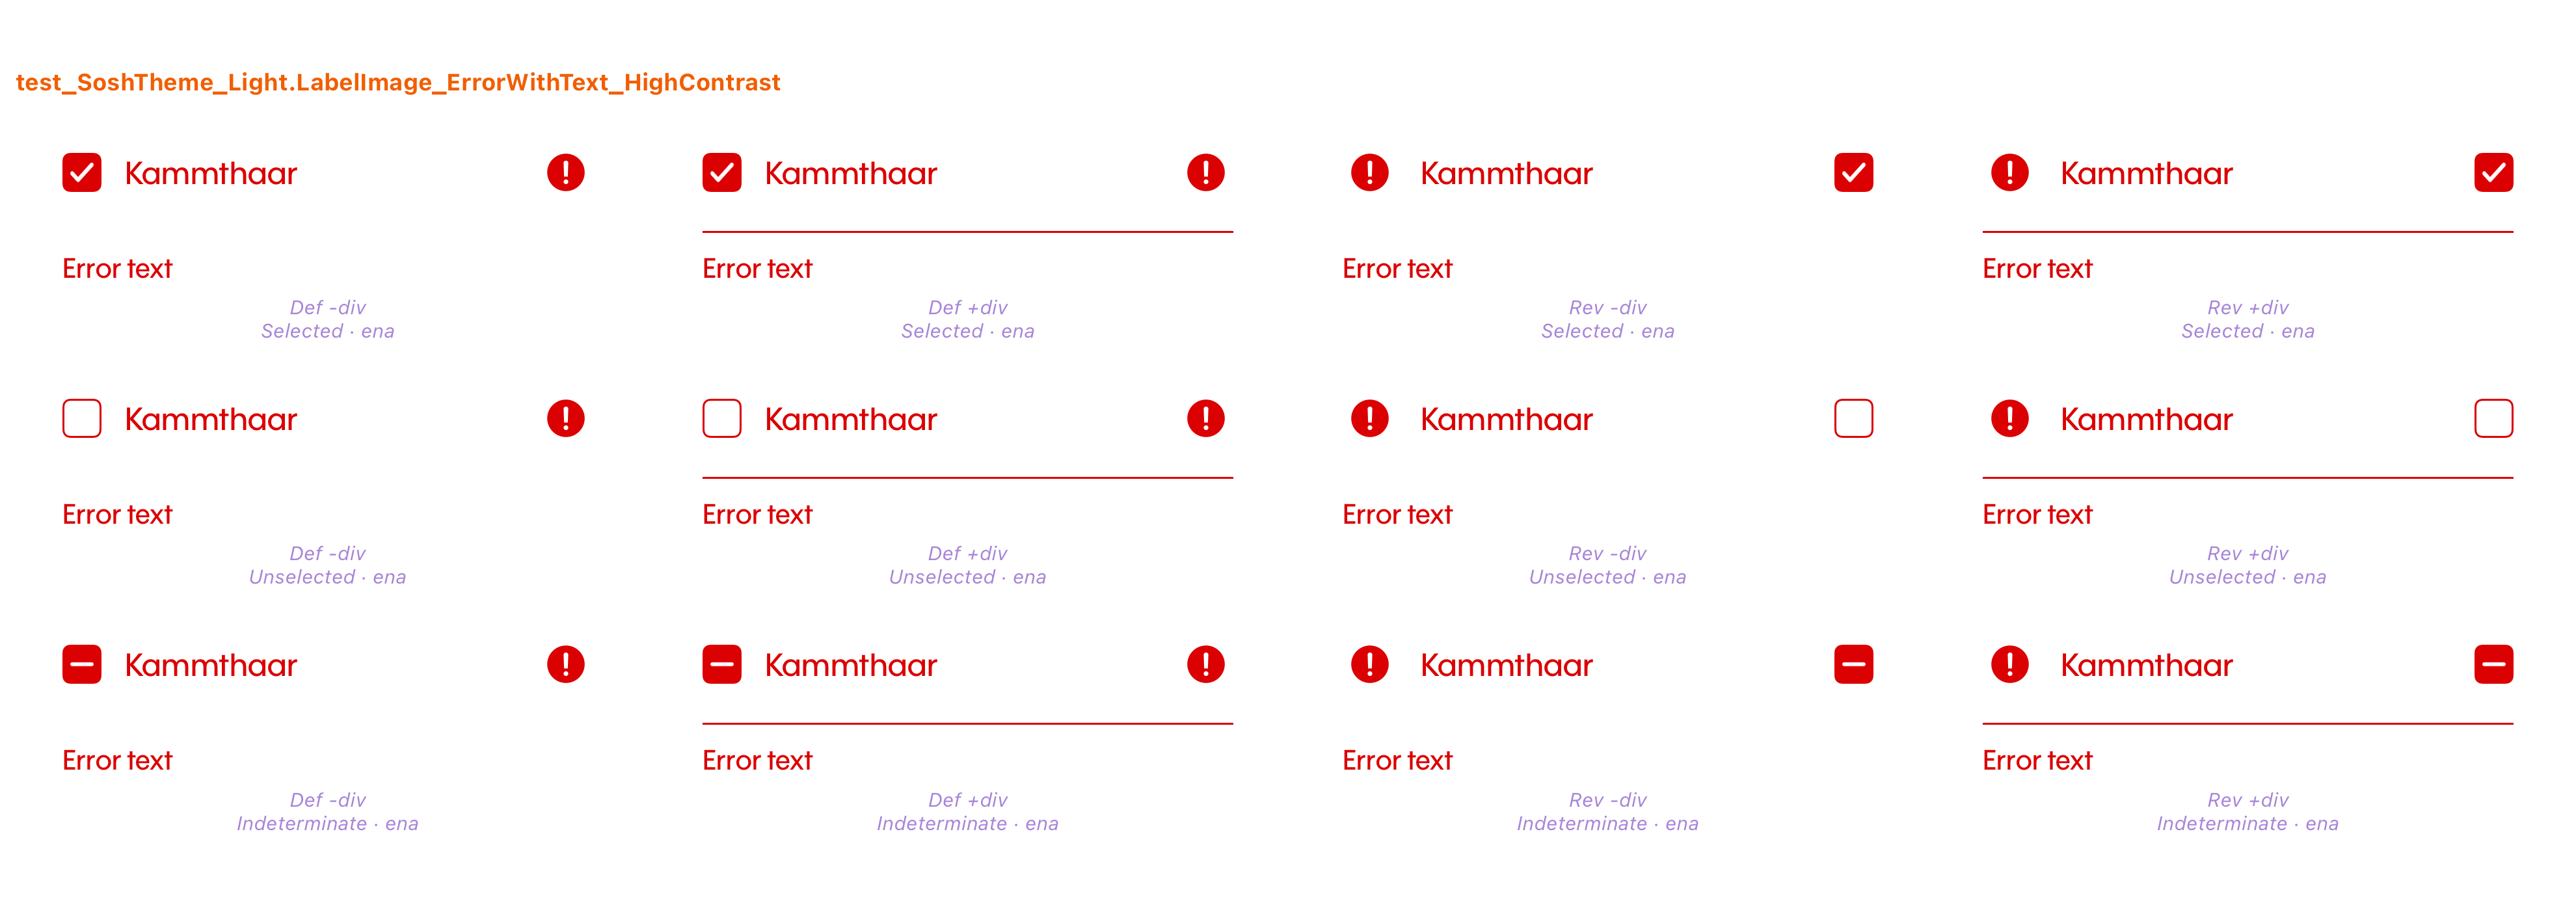 test_SoshTheme_Light.LabelImage_ErrorWithText_HighContrast
Kammthaar
Kammthaar
Kammthaar
Kammthaar
Error text
Error text
Error text
Error text
Def -div
Selected · ena
Def +div
Selected · ena
Rev -div
Selected · ena
Rev +div
Selected · ena
Kammthaar
Kammthaar
Kammthaar
Kammthaar
Error text
Error text
Error text
Error text
Def -div
Unselected · ena
Def +div
Unselected · ena
Rev -div
Unselected · ena
Rev +div
Unselected · ena
Kammthaar
Kammthaar
Kammthaar
Kammthaar
Error text
Error text
Error text
Error text
Def -div
Indeterminate · ena
Def +div
Indeterminate · ena
Rev -div
Indeterminate · ena
Rev +div
Indeterminate · ena